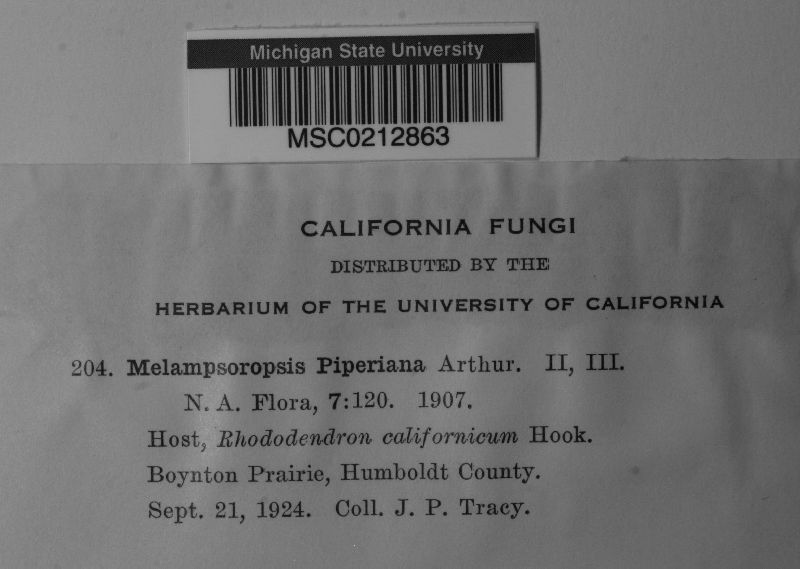 Michigan State University
MSC0212863
CALIFORNIA FUNGI
DISTRIBUTED BY THE
HERBARIUM OF THE UNIVERSITY OF CALIFORNIA
204. Melampsoropsis Piperiana Arthur. II, III.
N. A. Flora, 7:120. 1907.
Host, Rhododendron californicum Hook.
Boynton Prairie, Humboldt County.
Sept. 21, 1924. Coll. J. P. Tracy.